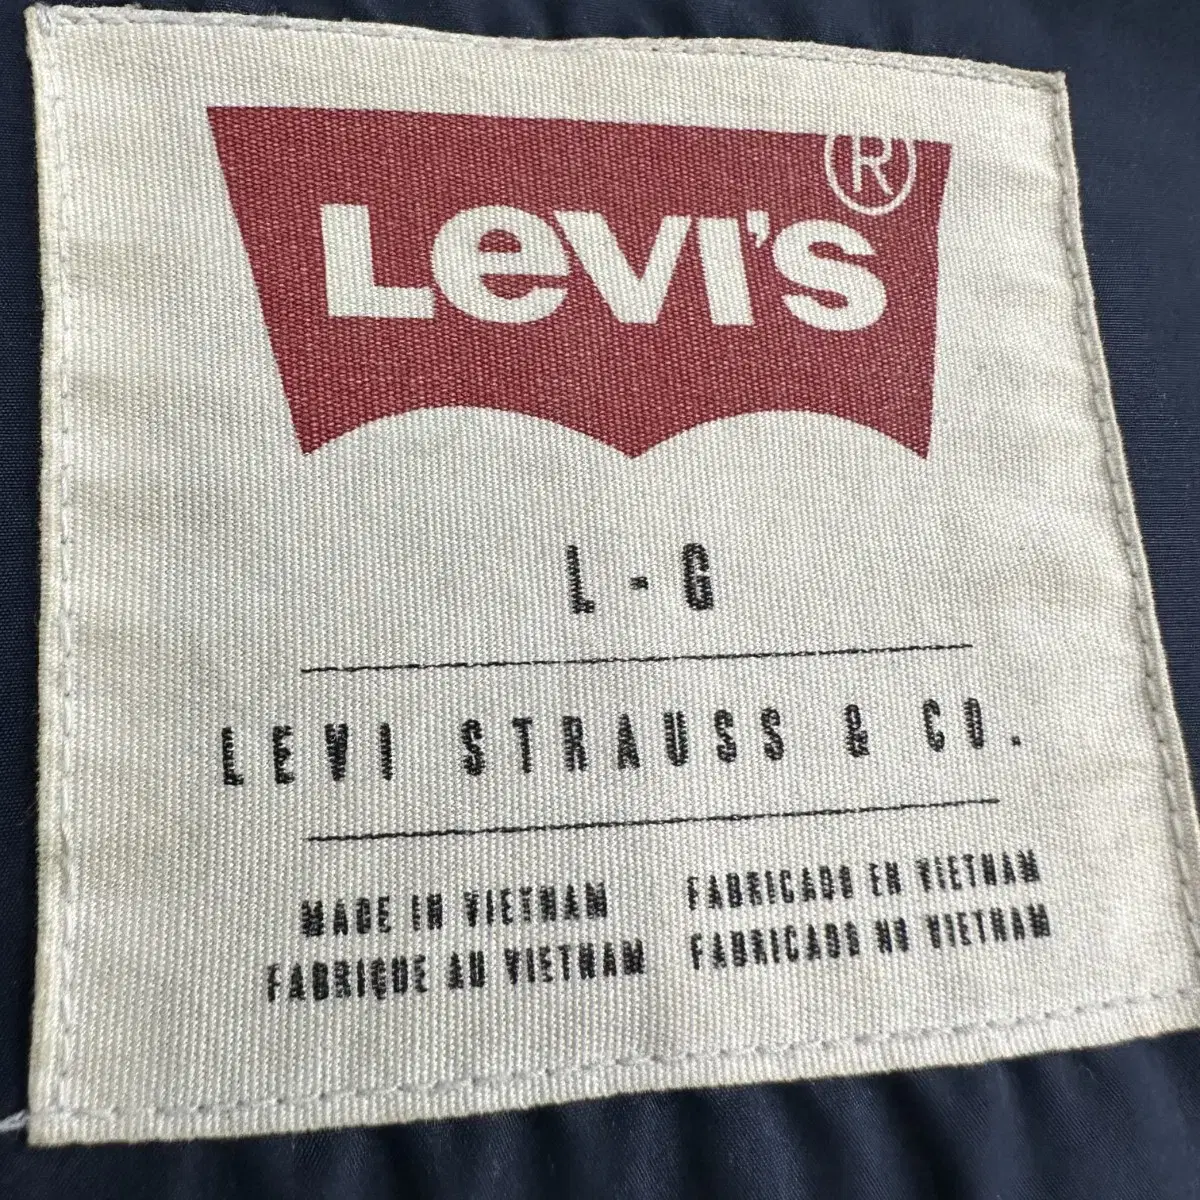 LEVI'S®
L - G
LEVI STRAUSS & CO.
MADE IN VIETNAM
FABRIQUE AU VIETNAM
FABRICADO EN VIETNAM
FABRICADO NO VIETNAM